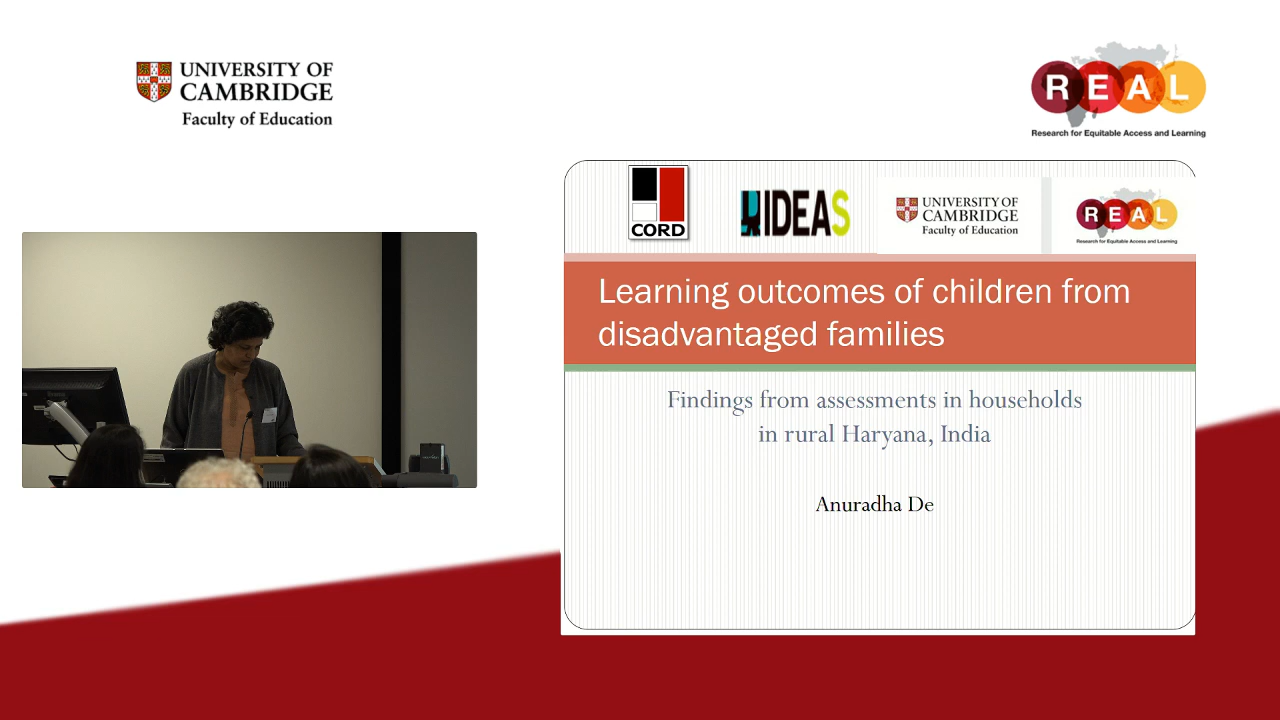 UNIVERSITY OF
CAMBRIDGE
Faculty of Education
REAL
Research for Equitable Access and Learning
CORD
IDEAS
UNIVERSITY OF
CAMBRIDGE
Faculty of Education
REAL
Research for Equitable Access and Learning
Learning outcomes of children from
disadvantaged families
Findings from assessments in households
in rural Haryana, India
Anuradha De